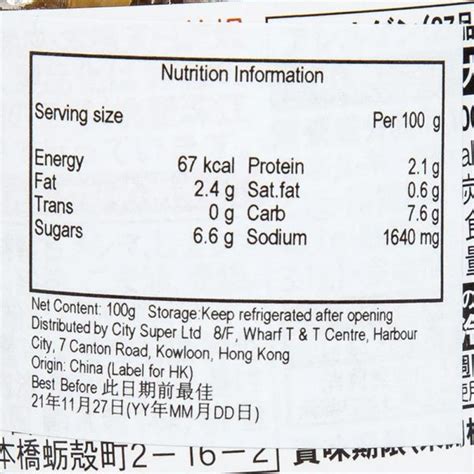 Nutrition Information
Serving size Per 100 g
Energy 67 kcal Protein 2.1 g
Fat 2.4 g Sat.fat 0.6 g
Trans 0 g Carb 7.6 g
Sugars 6.6 g Sodium 1640 mg
Net Content: 100g Storage:Keep refrigerated after opening
Distributed by City Super Ltd 8/F, Wharf T & T Centre, Harbour
City, 7 Canton Road, Kowloon, Hong Kong
Origin: China (Label for HK)
Best Before 此日期前最佳
21年11月27日(YY年MM月DD日)
本橋蛎殻町2-16-2
賞味期限